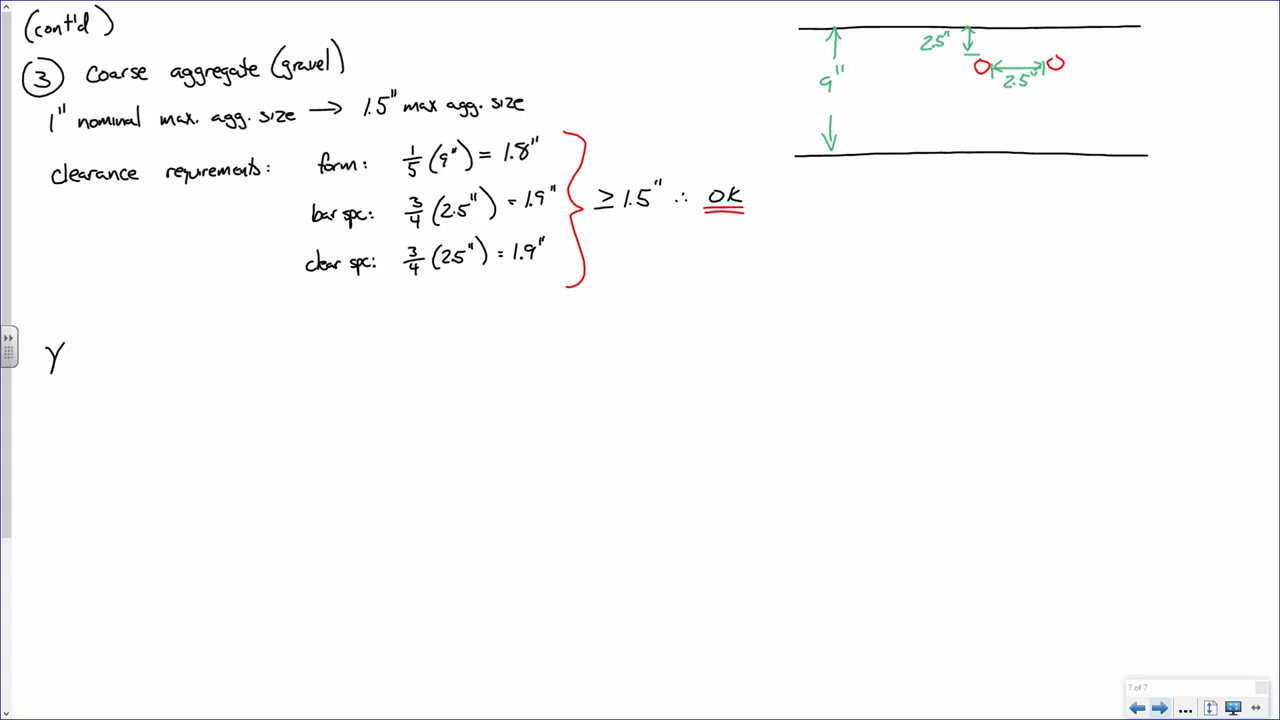 (cont'd)
③ Coarse aggregate (gravel)
1" nominal max. agg. size → 1.5" max agg. size
clearance requirements: form: 1/5 (9") = 1.8"
bar spc: 3/4 (2.5") = 1.9"
clear spc: 3/4 (2.5") = 1.9"
≥ 1.5" ∴ OK
γ
2.5"
9"
2.5"
7 of 7